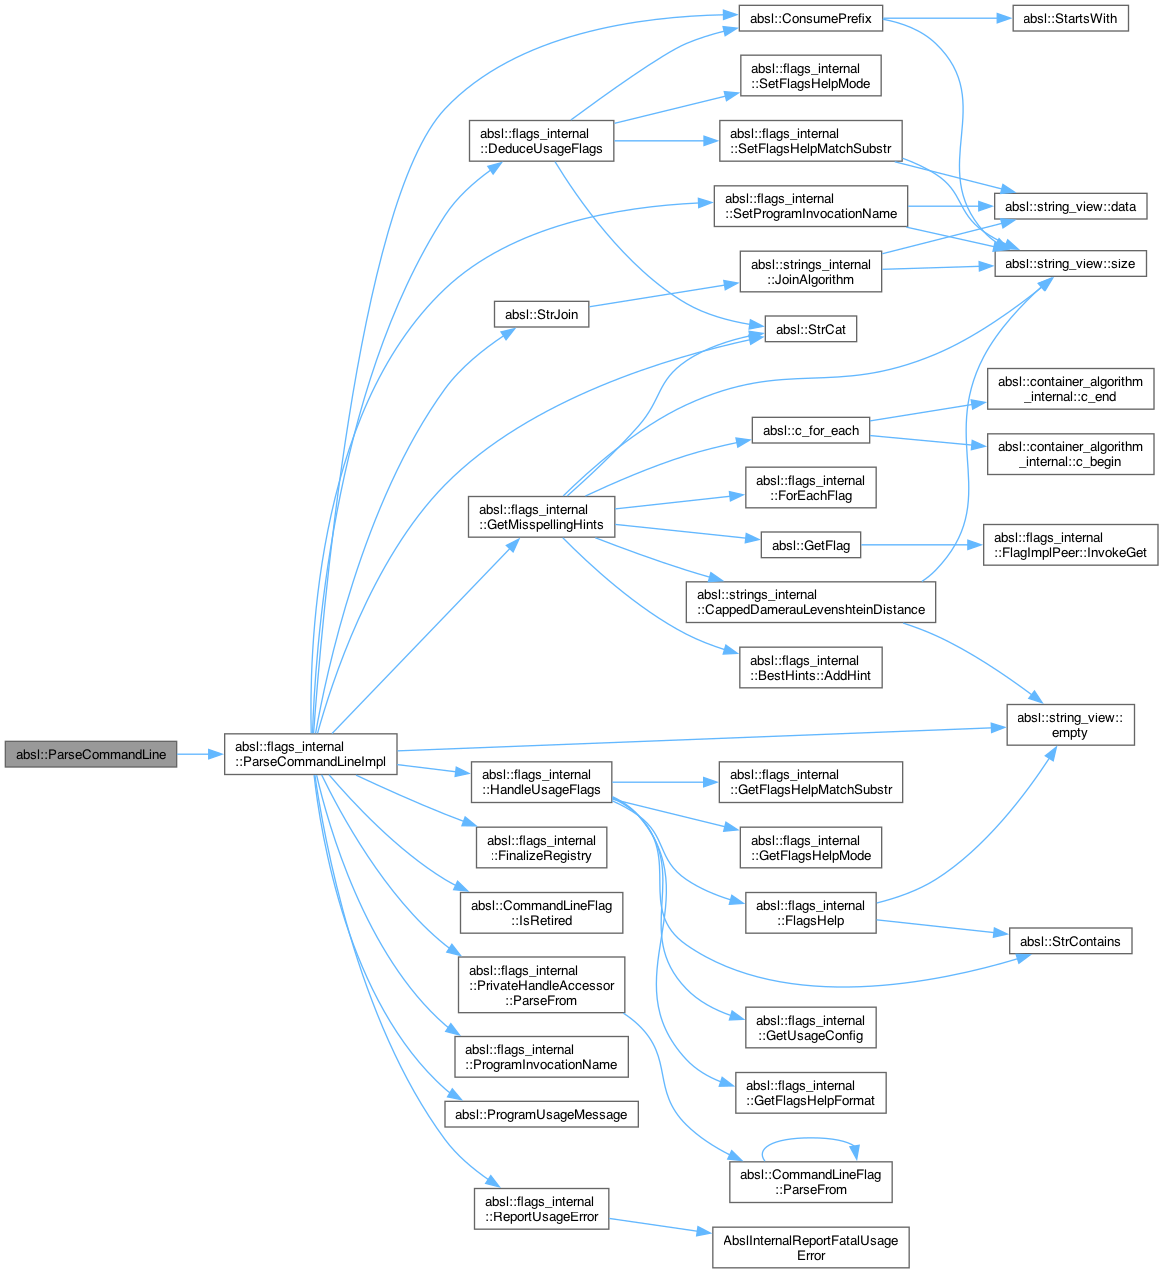 absl::ParseCommandLine
absl::flags_internal
::ParseCommandLineImpl
absl::flags_internal
::DeduceUsageFlags
absl::StrJoin
absl::flags_internal
::GetMisspellingHints
absl::flags_internal
::HandleUsageFlags
absl::flags_internal
::FinalizeRegistry
absl::CommandLineFlag
::IsRetired
absl::flags_internal
::PrivateHandleAccessor
::ParseFrom
absl::flags_internal
::ProgramInvocationName
absl::ProgramUsageMessage
absl::flags_internal
::ReportUsageError
absl::ConsumePrefix
absl::flags_internal
::SetFlagsHelpMode
absl::flags_internal
::SetFlagsHelpMatchSubstr
absl::flags_internal
::SetProgramInvocationName
absl::strings_internal
::JoinAlgorithm
absl::StrCat
absl::c_for_each
absl::flags_internal
::ForEachFlag
absl::GetFlag
absl::strings_internal
::CappedDamerauLevenshteinDistance
absl::flags_internal
::BestHints::AddHint
absl::flags_internal
::GetFlagsHelpMatchSubstr
absl::flags_internal
::GetFlagsHelpMode
absl::flags_internal
::FlagsHelp
absl::flags_internal
::GetUsageConfig
absl::flags_internal
::GetFlagsHelpFormat
absl::CommandLineFlag
::ParseFrom
AbslInternalReportFatalUsage
Error
absl::StartsWith
absl::string_view::data
absl::string_view::size
absl::container_algorithm
_internal::c_end
absl::container_algorithm
_internal::c_begin
absl::flags_internal
::FlagImplPeer::InvokeGet
absl::string_view::
empty
absl::StrContains